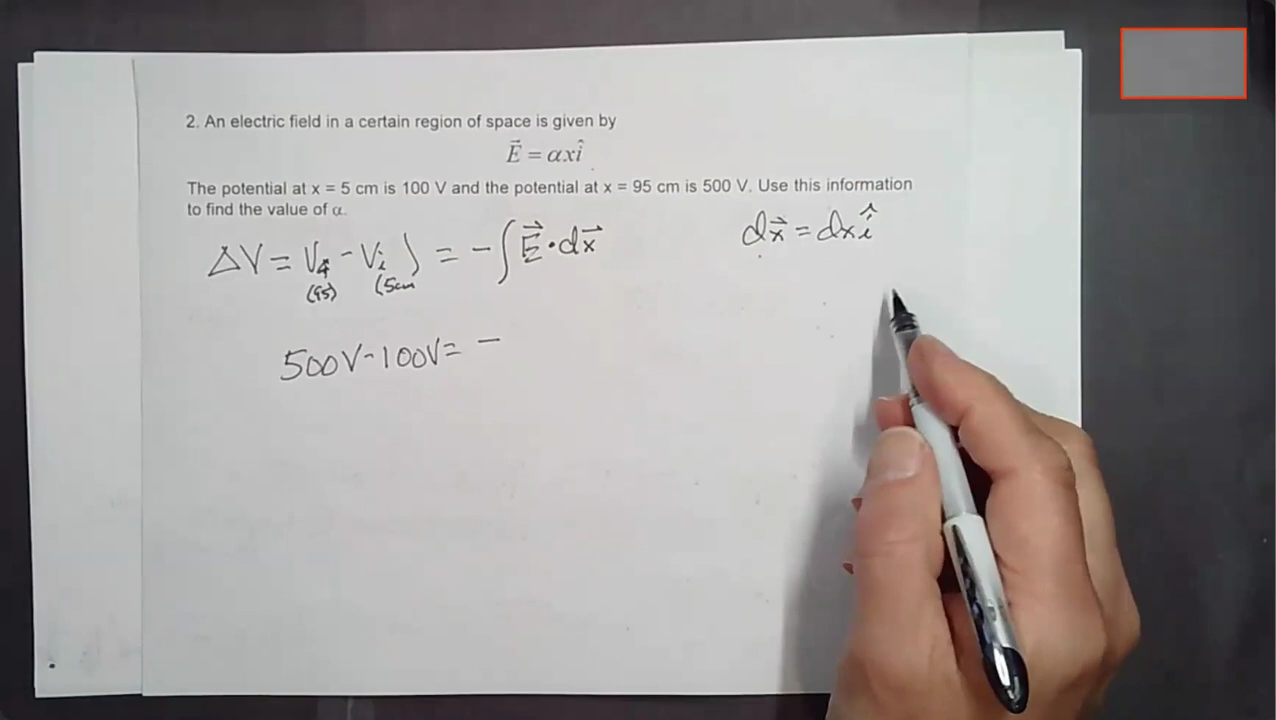 2. An electric field in a certain region of space is given by
E⃗ = αxî
The potential at x = 5 cm is 100 V and the potential at x = 95 cm is 500 V. Use this information
to find the value of α.
dx⃗ = dx î
ΔV = V_f - V_i ) = -∫E⃗·dx⃗
(95) (5cm
500V-100V= -